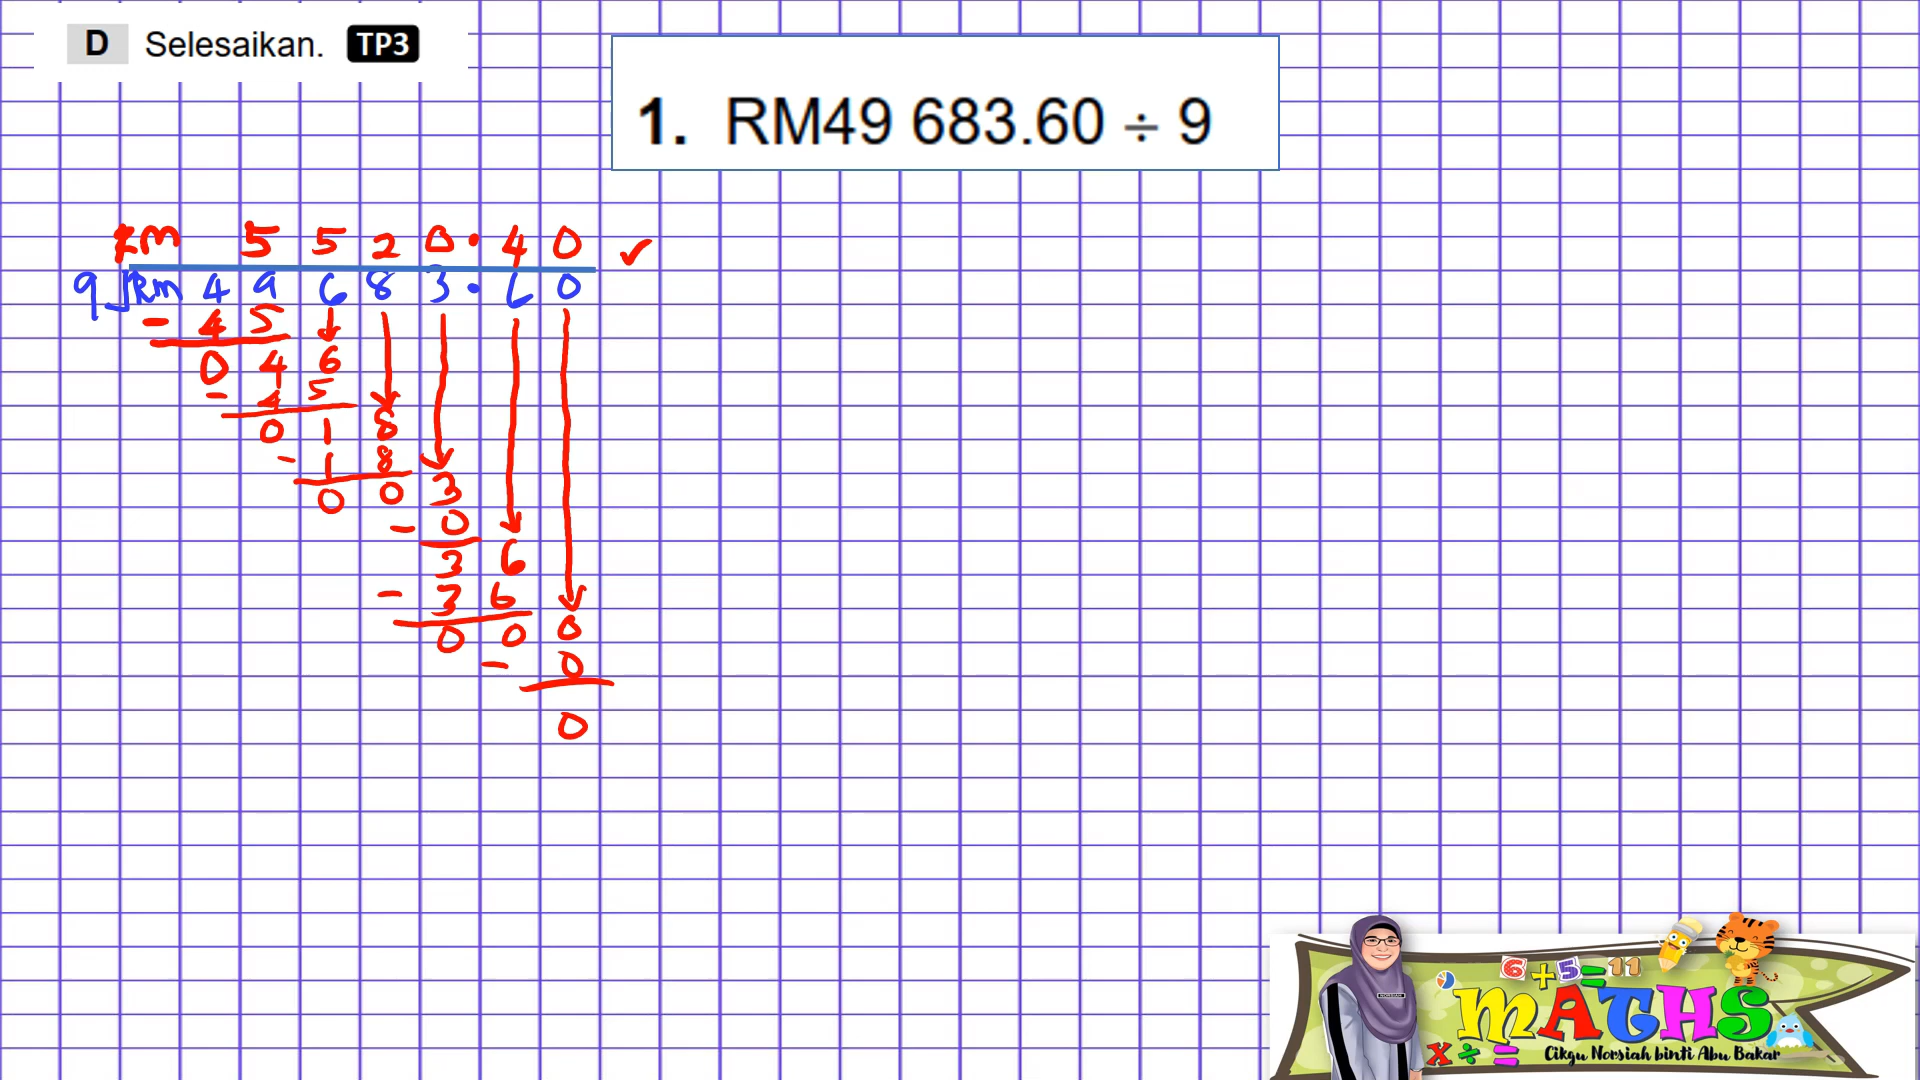 D Selesaikan. TP3
1. RM49 683.60 ÷ 9
RM 5 5 2 0 . 4 0 ✓
9 RM 4 9 6 8 3 . 6 0
- 4 5
0 4 6
- 4 5
0 1 8
- 1 8
0 0 3
- 0
3 6
- 3 6
0 0 0
- 0
0
6+5=11
MATHS
x ÷ =
Cikgu Norsiah binti Abu Bakar